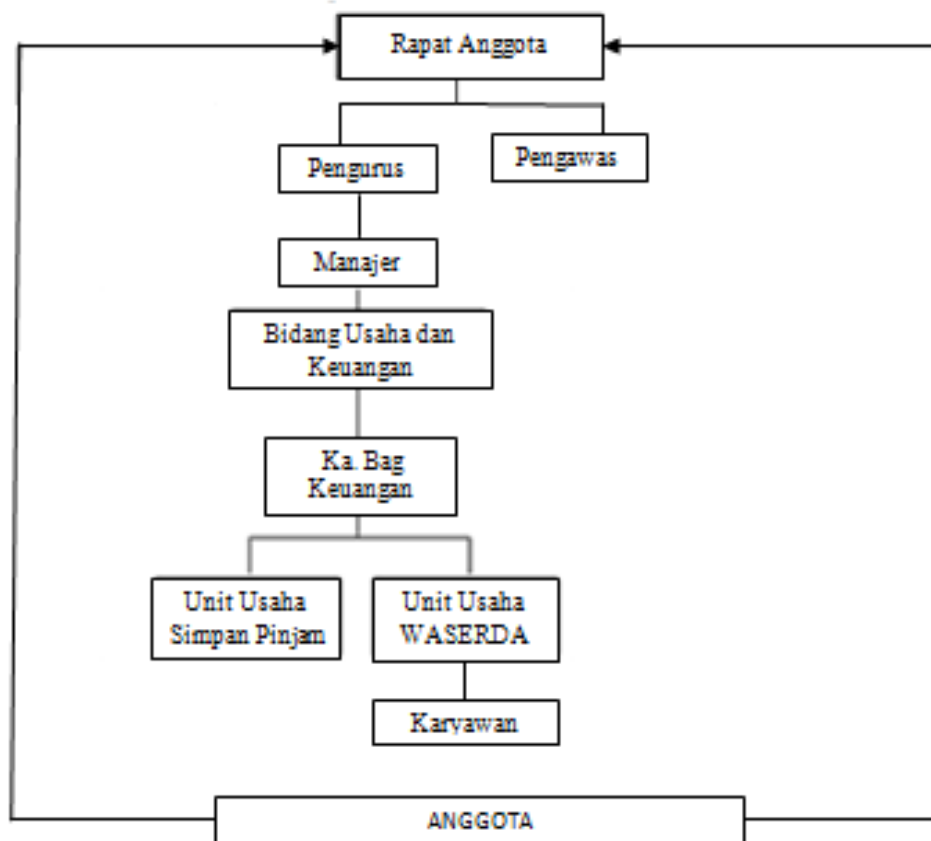 Rapat Anggota
Pengurus
Pengawas
Manajer
Bidang Usaha dan
Keuangan
Ka. Bag
Keuangan
Unit Usaha
Simpan Pinjam
Unit Usaha
WASERDA
Karyawan
ANGGOTA